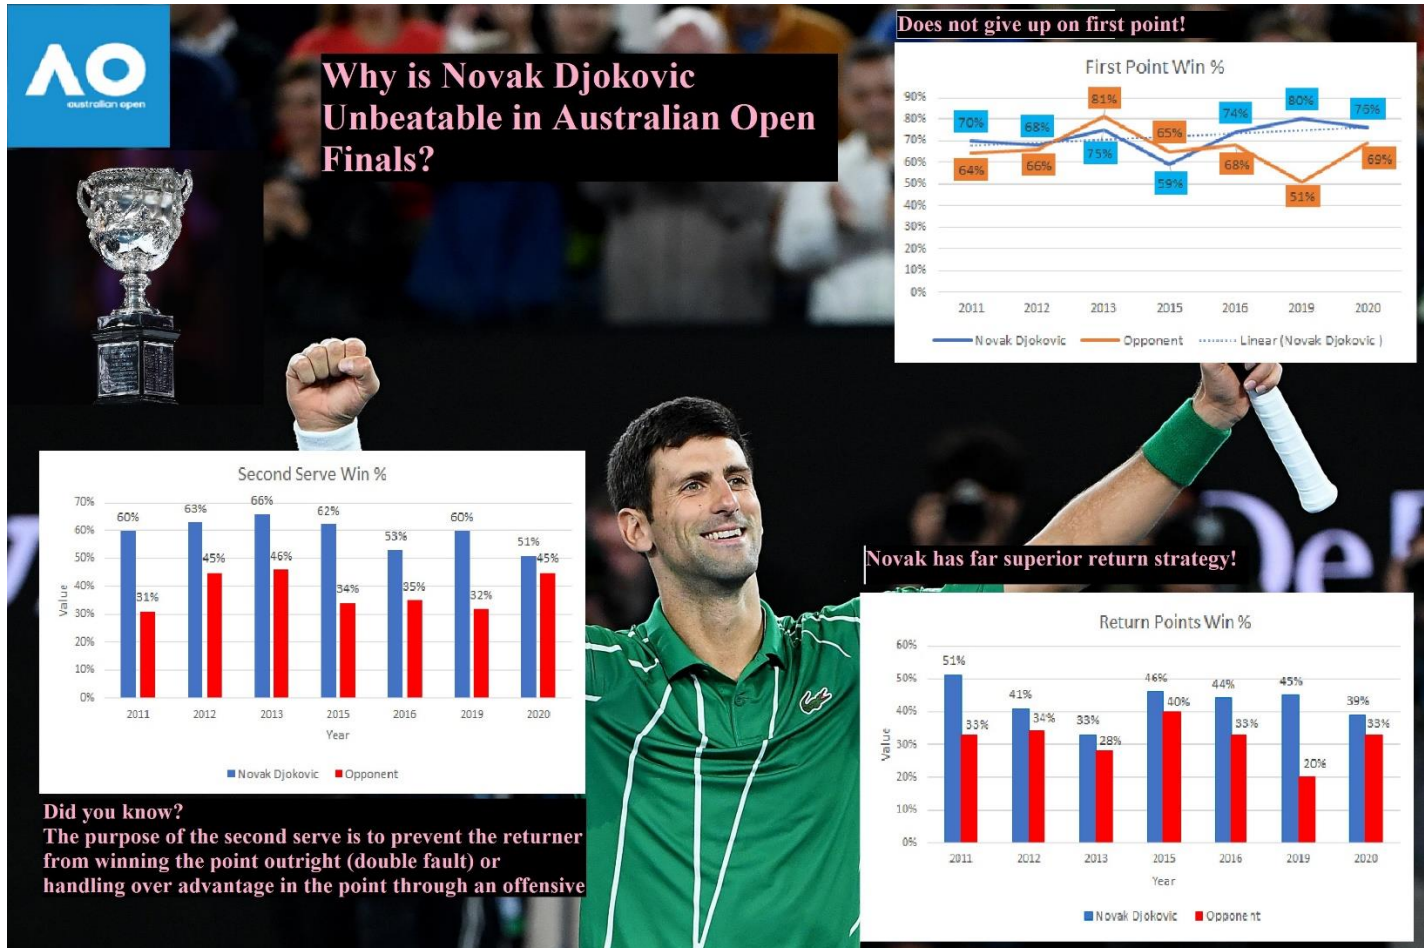 AO
australian open
Why is Novak Djokovic
Unbeatable in Australian Open
Finals?
Does not give up on first point!
First Point Win %
90%
80%
70%
60%
50%
40%
30%
20%
10%
0%
70%
68%
75%
59%
74%
80%
76%
64%
66%
81%
65%
68%
51%
69%
2011 2012 2013 2015 2016 2019 2020
Novak Djokovic Opponent Linear (Novak Djokovic )
Second Serve Win %
Value
70%
60%
50%
40%
30%
20%
10%
0%
60% 63% 66% 62% 53% 60% 51%
31% 45% 46% 34% 35% 32% 45%
2011 2012 2013 2015 2016 2019 2020
Year
Novak Djokovic Opponent
Did you know?
The purpose of the second serve is to prevent the returner
from winning the point outright (double fault) or
handling over advantage in the point through an offensive
De
Novak has far superior return strategy!
Return Points Win %
Value
60%
50%
40%
30%
20%
10%
0%
51% 41% 33% 46% 44% 45% 39%
33% 34% 28% 40% 33% 20% 33%
2011 2012 2013 2015 2016 2019 2020
Year
Novak Djokovic Opponent